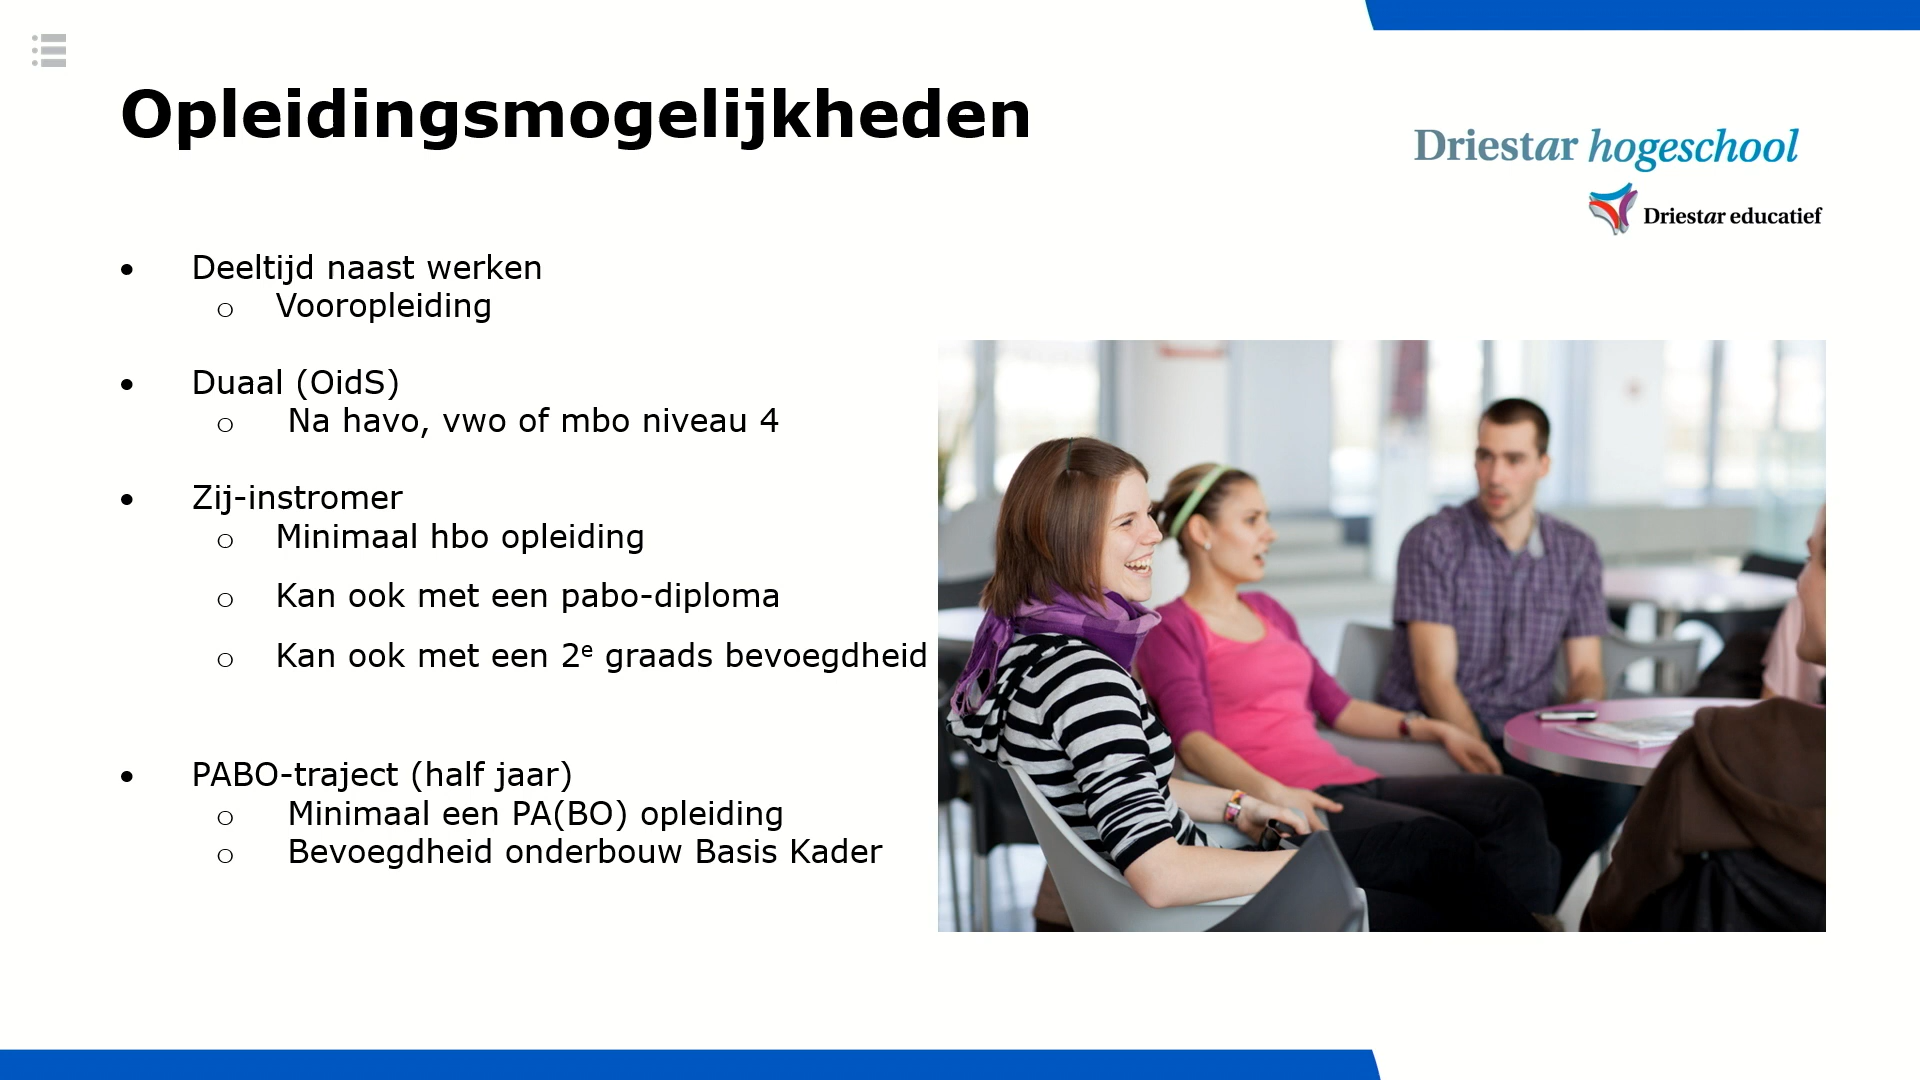 Opleidingsmogelijkheden
Driestar hogeschool
Driestar educatief
• Deeltijd naast werken
o Vooropleiding
• Duaal (OidS)
o Na havo, vwo of mbo niveau 4
• Zij-instromer
o Minimaal hbo opleiding
o Kan ook met een pabo-diploma
o Kan ook met een 2e graads bevoegdheid
• PABO-traject (half jaar)
o Minimaal een PA(BO) opleiding
o Bevoegdheid onderbouw Basis Kader